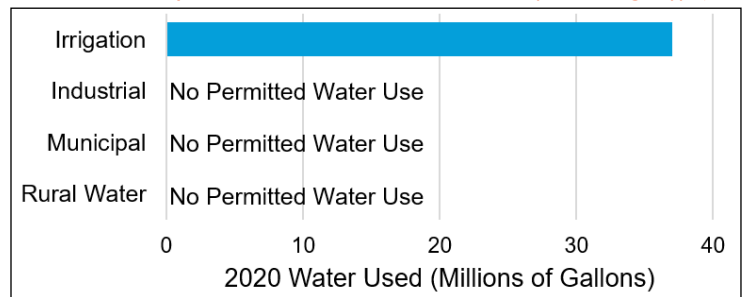 Irrigation
Industrial No Permitted Water Use
Municipal No Permitted Water Use
Rural Water No Permitted Water Use
0 10 20 30 40
2020 Water Used (Millions of Gallons)